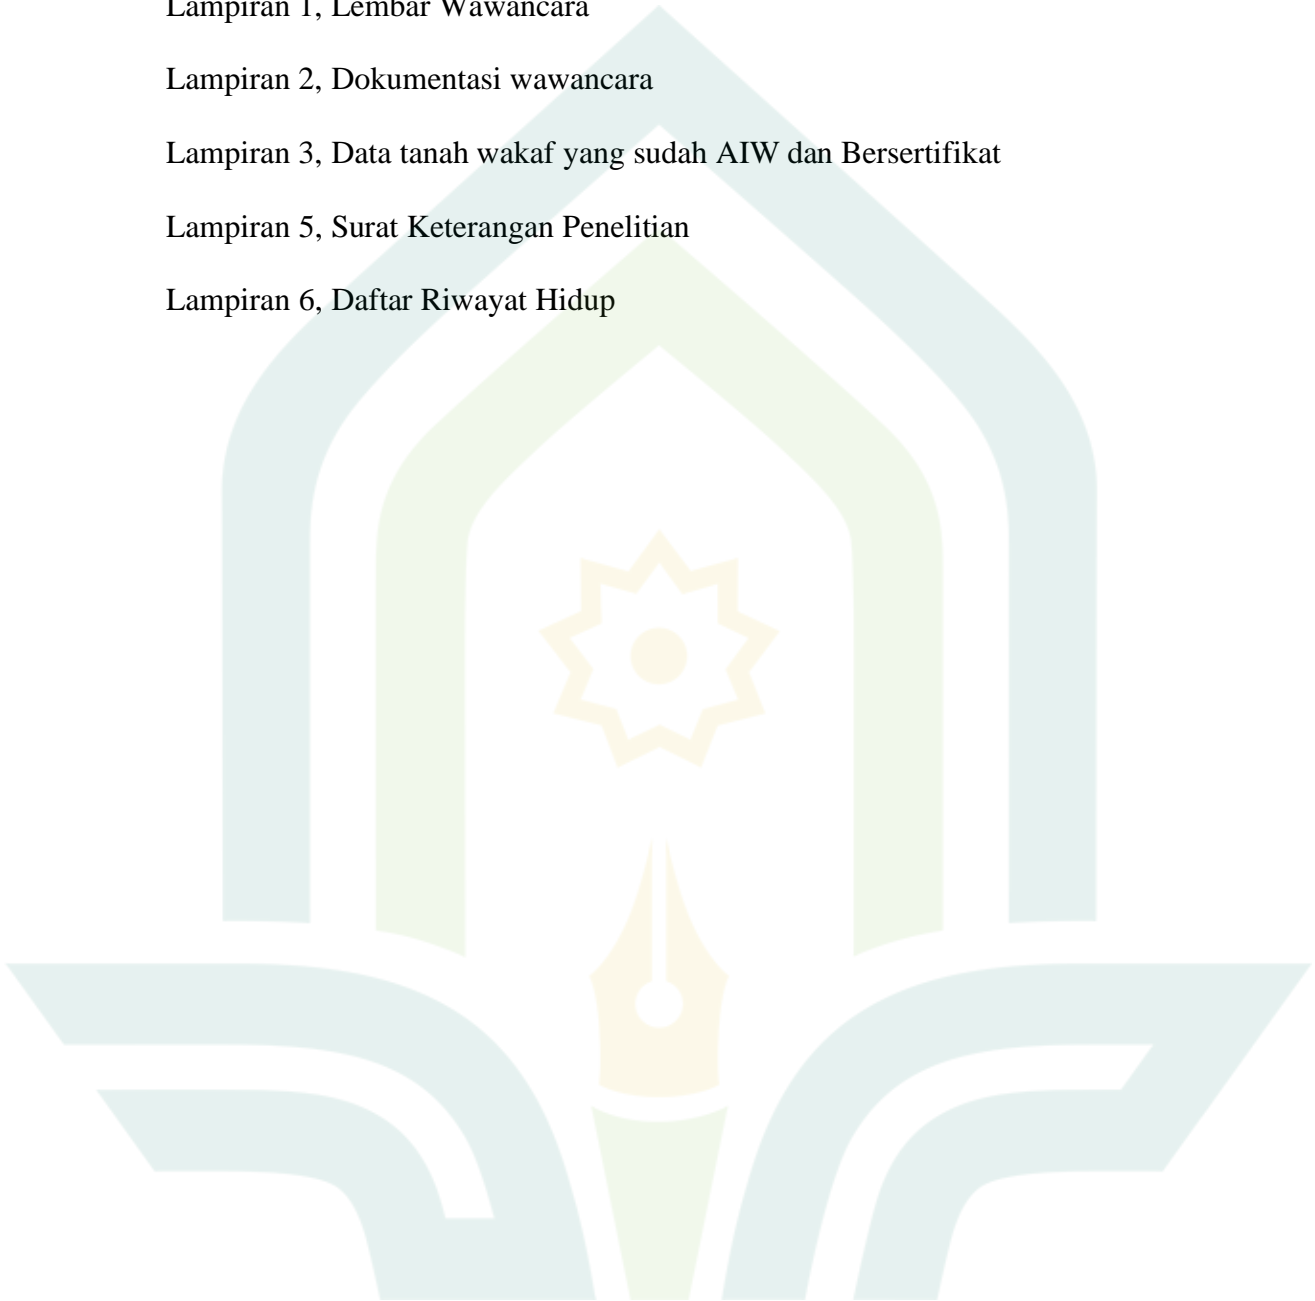 Lampiran 1, Lembar Wawancara
Lampiran 2, Dokumentasi wawancara
Lampiran 3, Data tanah wakaf yang sudah AIW dan Bersertifikat
Lampiran 5, Surat Keterangan Penelitian
Lampiran 6, Daftar Riwayat Hidup